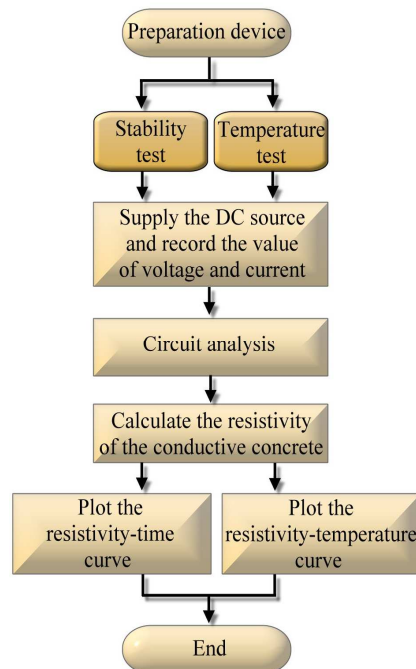 Preparation device
Stability
test
Temperature
test
Supply the DC source
and record the value
of voltage and current
Circuit analysis
Calculate the resistivity
of the conductive concrete
Plot the
resistivity-time
curve
Plot the
resistivity-temperature
curve
End